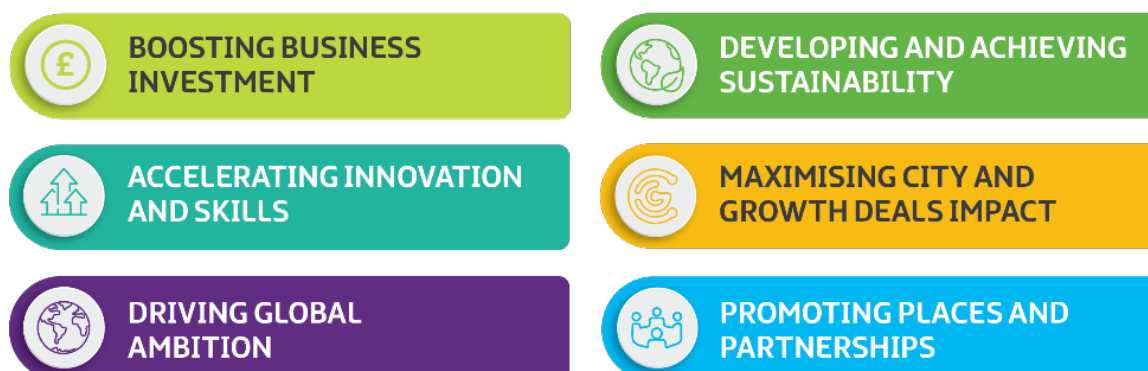 £
BOOSTING BUSINESS
INVESTMENT
DEVELOPING AND ACHIEVING
SUSTAINABILITY
ACCELERATING INNOVATION
AND SKILLS
MAXIMISING CITY AND
GROWTH DEALS IMPACT
DRIVING GLOBAL
AMBITION
PROMOTING PLACES AND
PARTNERSHIPS